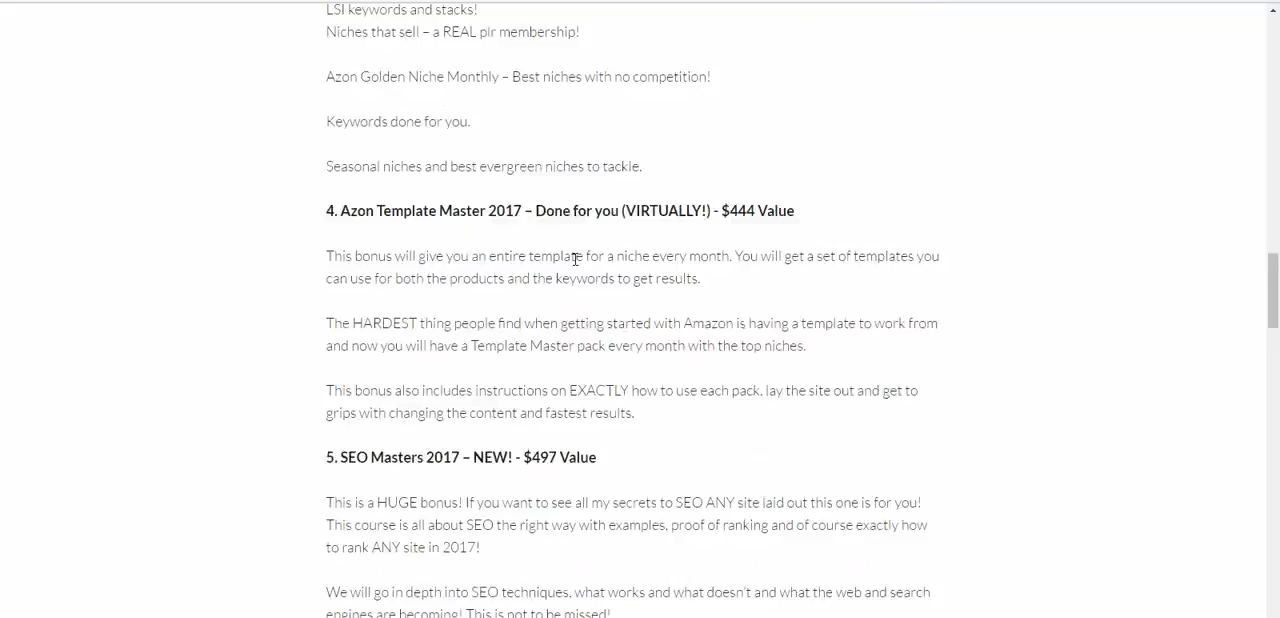 LSI keywords and stacks!
Niches that sell – a REAL plr membership!
Azon Golden Niche Monthly – Best niches with no competition!
Keywords done for you.
Seasonal niches and best evergreen niches to tackle.
4. Azon Template Master 2017 – Done for you (VIRTUALLY!) - $444 Value
This bonus will give you an entire template for a niche every month. You will get a set of templates you
can use for both the products and the keywords to get results.
The HARDEST thing people find when getting started with Amazon is having a template to work from
and now you will have a Template Master pack every month with the top niches.
This bonus also includes instructions on EXACTLY how to use each pack, lay the site out and get to
grips with changing the content and fastest results.
5. SEO Masters 2017 – NEW! - $497 Value
This is a HUGE bonus! If you want to see all my secrets to SEO ANY site laid out this one is for you!
This course is all about SEO the right way with examples, proof of ranking and of course exactly how
to rank ANY site in 2017!
We will go in depth into SEO techniques, what works and what doesn't and what the web and search
engines are becoming! This is not to be missed!